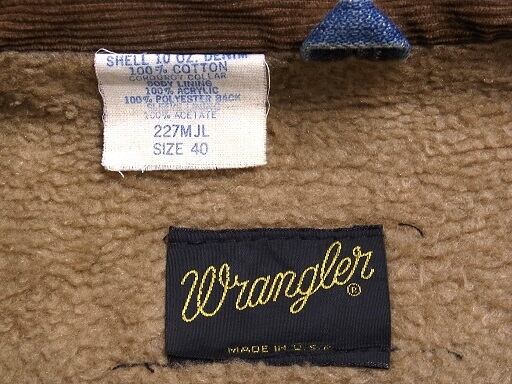 SHELL 10 OZ. DENIM
100% COTTON
CORDUROY COLLAR
BODY LINING
100% ACRYLIC
100% POLYESTER BACK
100% ACETATE
227MJL
SIZE 40
Wrangler®
MADE IN U.S.A.